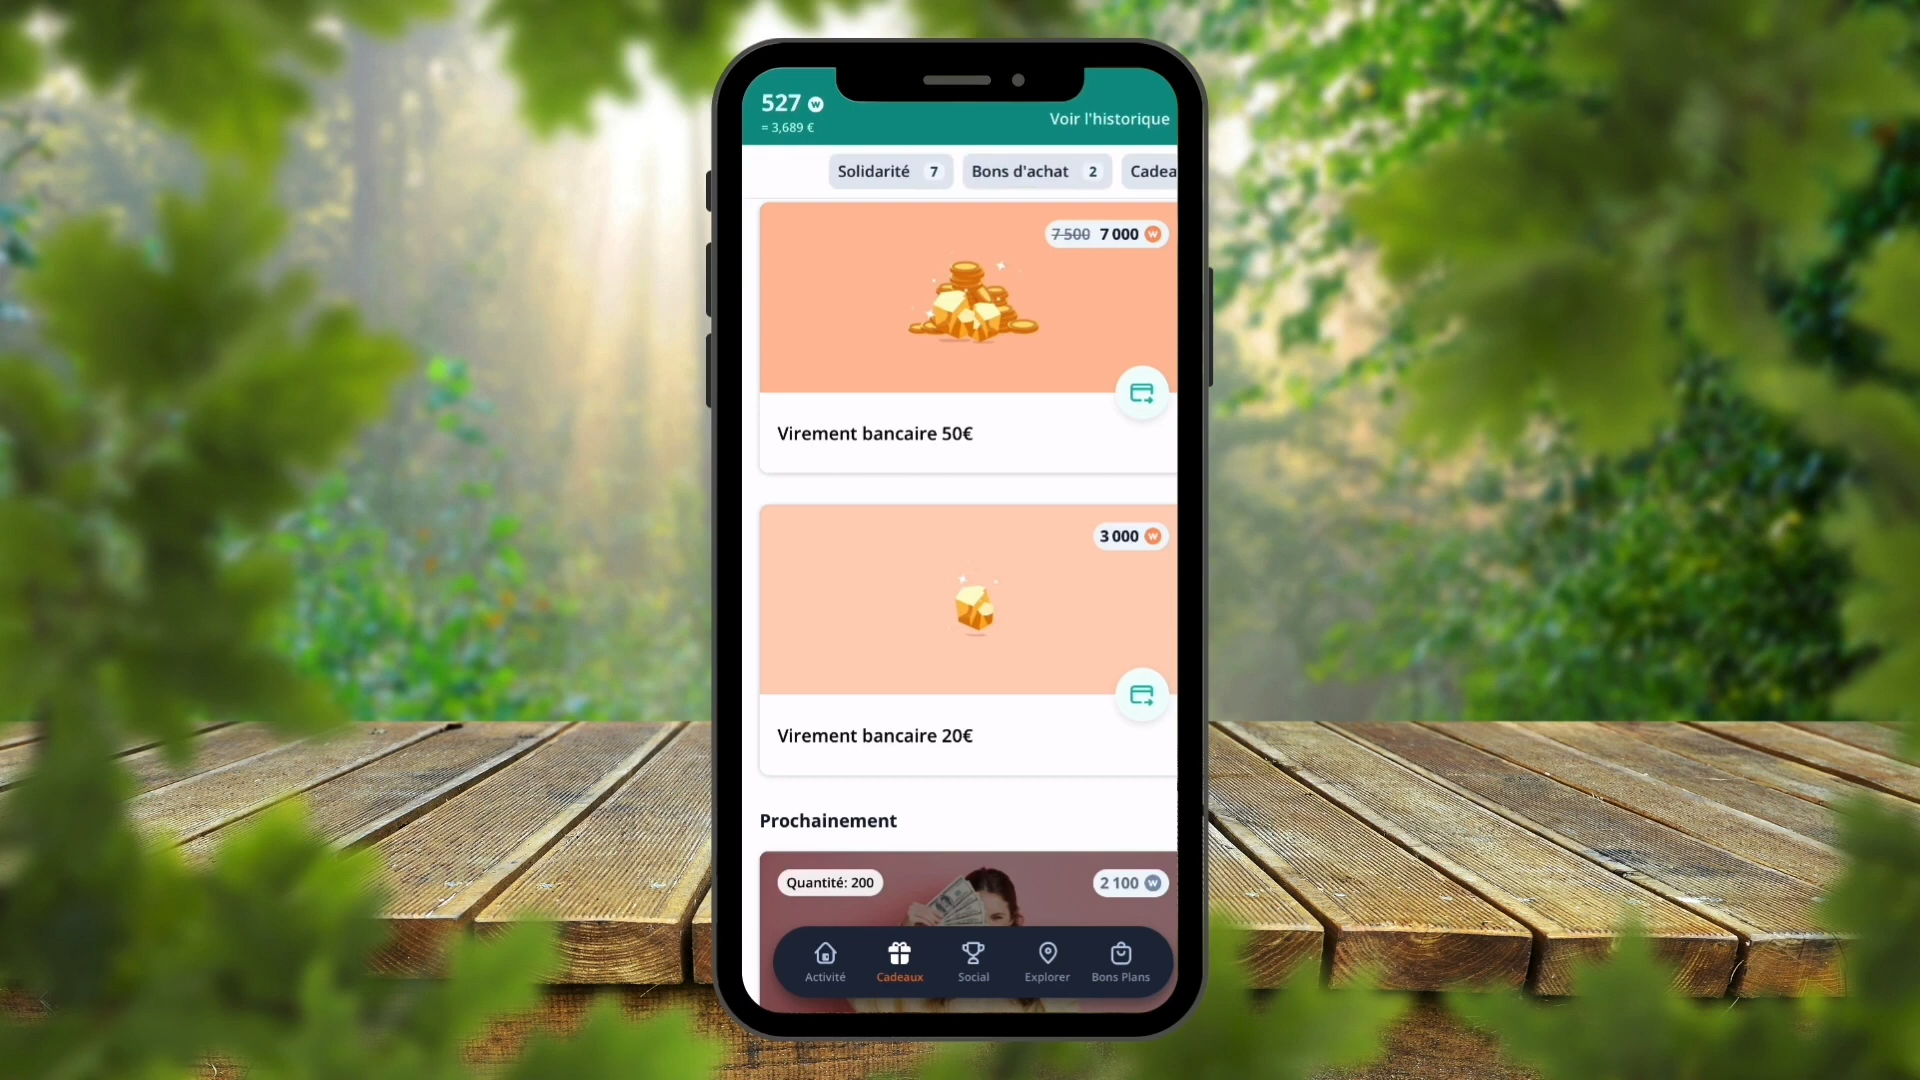 527 W
= 3,689 €
Voir l'historique
Solidarité 7
Bons d'achat 2
Cadea
7 500 7 000 W
Virement bancaire 50€
3 000 W
Virement bancaire 20€
Prochainement
Quantité: 200
2 100 W
Activité
Cadeaux
Social
Explorer
Bons Plans